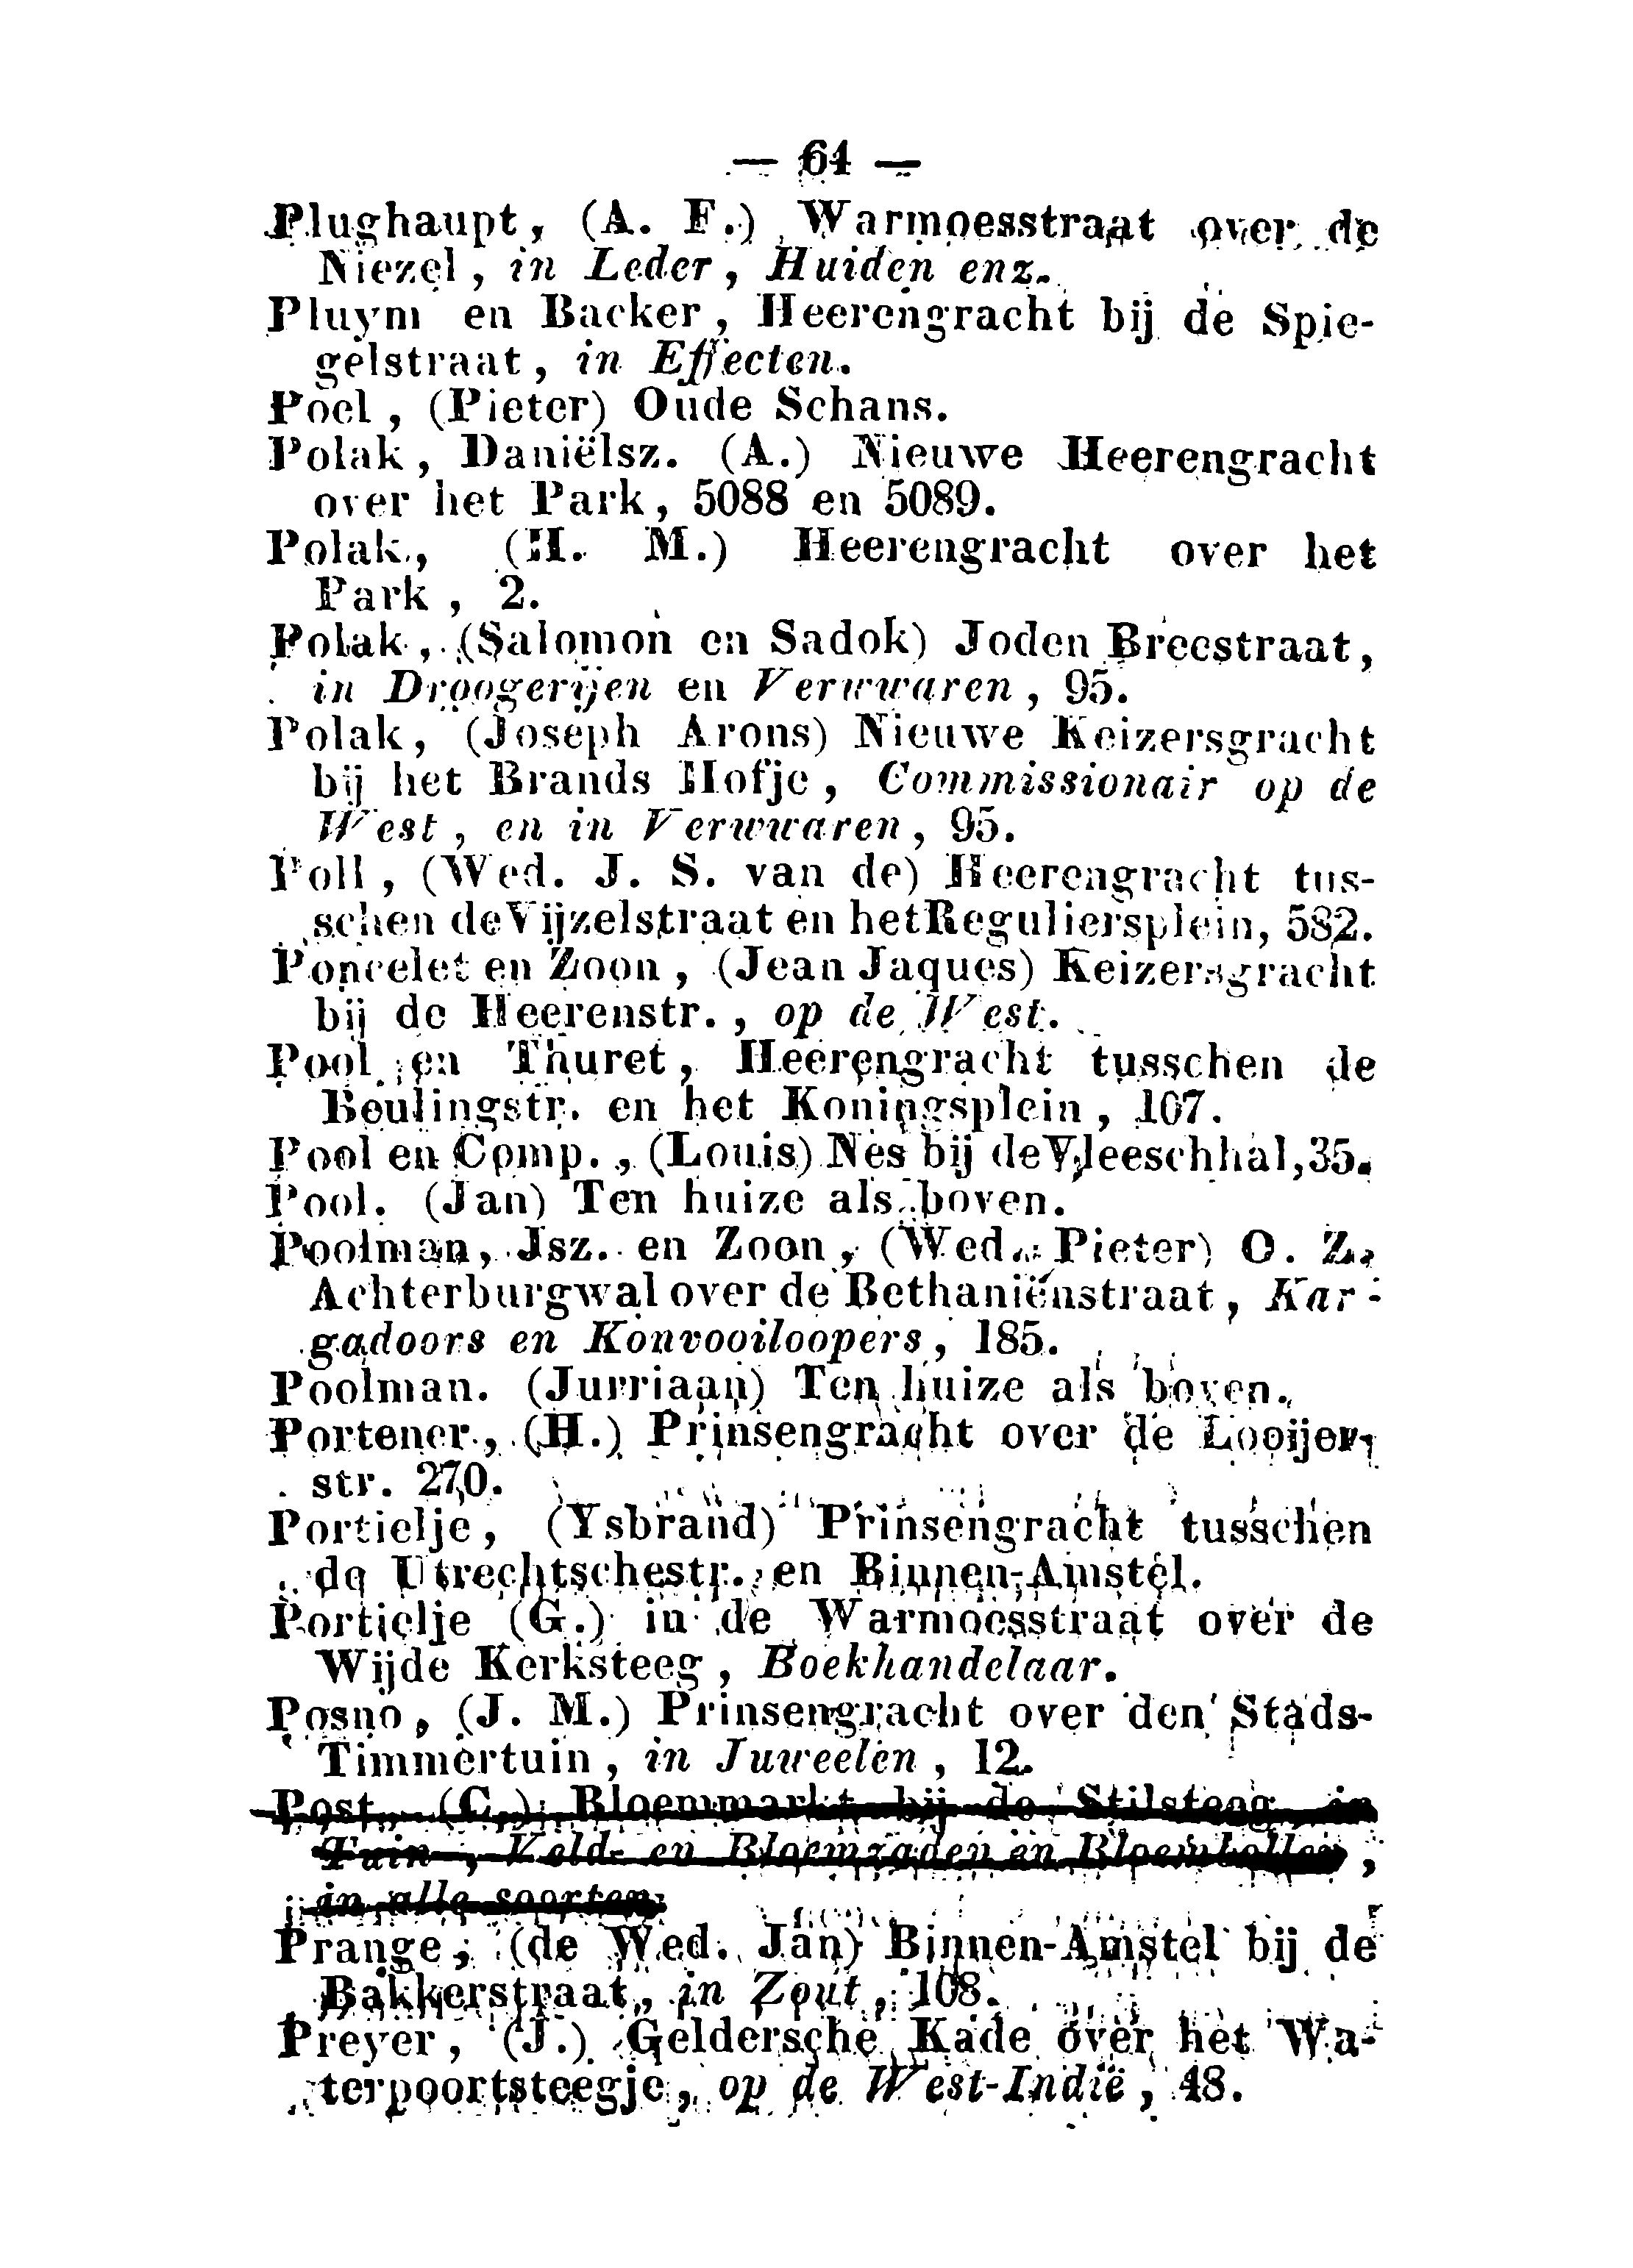 — 64 —
Plughaupt, (A. F.) Warmoesstraat over de
Niezel, in Leder, Huiden enz.
Pluym en Backer, Heerengracht bij de Spie-
gelstraat, in Effecten.
Poel, (Pieter) Oude Schans.
Polak, Daniëlsz. (A.) Nieuwe Heerengracht
over het Park, 5088 en 5089.
Polak, (H. M.) Heerengracht over het
Park, 2.
Polak, (Salomon en Sadok) Joden Breestraat,
in Droogerijen en Verwwaren, 95.
Polak, (Joseph Arons) Nieuwe Keizersgracht
bij het Brands Hofje, Commissionair op de
West, en in Verwwaren, 95.
Poll, (Wed. J. S. van de) Heerengracht tus-
schen de Vijzelstraat en het Reguliersplein, 582.
Poncelet en Zoon, (Jean Jaques) Keizersgracht
bij de Heerenstr., op de West.
Pool en Thuret, Heerengracht tusschen de
Beulingstr. en het Koningsplein, 107.
Pool en Comp., (Louis) Nes bij de Vleeschhal, 35.
Pool. (Jan) Ten huize als boven.
Poolman, Jsz. en Zoon, (Wed. Pieter) O. Z.
Achterburgwal over de Bethaniënstraat, Kar-
gadoors en Konvooiloopers, 185.
Poolman. (Jurriaan) Ten huize als boven.
Portener, (H.) Prinsengracht over de Looijer-
str. 270.
Portielje, (Ysbrand) Prinsengracht tusschen
de Utrechtschestr. en Binnen-Amstel.
Portielje (G.) in de Warmoesstraat over de
Wijde Kerksteeg, Boekhandelaar.
Posno, (J. M.) Prinsengracht over den Stads-
Timmertuin, in Juweelen, 12.
Post, (C.) Bloemmarkt bij de Stilsteeg, in
Tuin-, Veld- en Bloemzaden en Bloembollen,
in alle soorten.
Prange, (de Wed. Jan) Binnen-Amstel bij de
Bakkerstraat, in Zout, 108.
Preyer, (J.) Geldersche Kade over het Wa-
terpoortsteegje, op de West-Indië, 48.